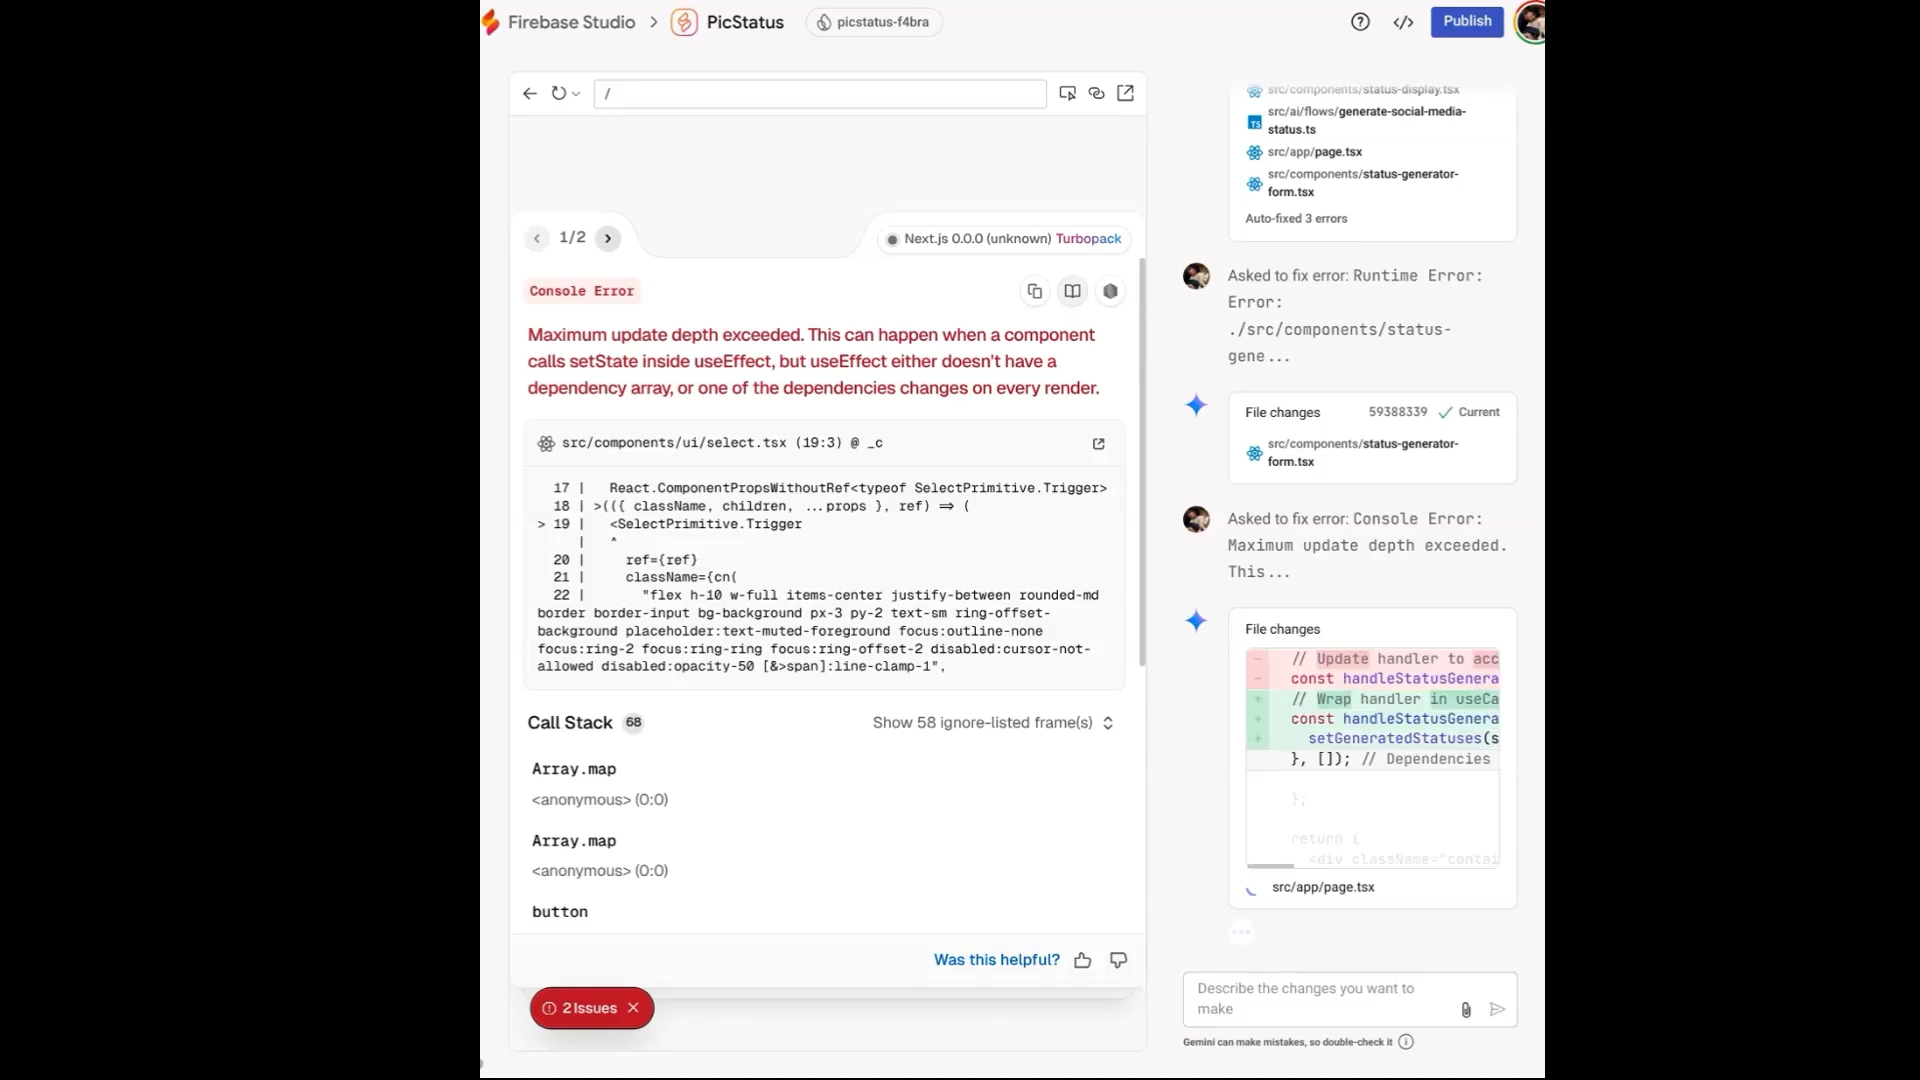 Firebase Studio > PicStatus picstatus-f4bra
Publish
/
1/2
Next.js 0.0.0 (unknown) Turbopack
Console Error
Maximum update depth exceeded. This can happen when a component
calls setState inside useEffect, but useEffect either doesn't have a
dependency array, or one of the dependencies changes on every render.
src/components/ui/select.tsx (19:3) @ _c
17 | React.ComponentPropsWithoutRef<typeof SelectPrimitive.Trigger>
18 | >(({ className, children, ...props }, ref) => (
> 19 | <SelectPrimitive.Trigger
| ^
20 | ref={ref}
21 | className={cn(
22 | "flex h-10 w-full items-center justify-between rounded-md
border border-input bg-background px-3 py-2 text-sm ring-offset-
background placeholder:text-muted-foreground focus:outline-none
focus:ring-2 focus:ring-ring focus:ring-offset-2 disabled:cursor-not-
allowed disabled:opacity-50 [&>span]:line-clamp-1",
Call Stack 68
Show 58 ignore-listed frame(s)
Array.map
<anonymous> (0:0)
Array.map
<anonymous> (0:0)
button
Was this helpful?
2 Issues
src/components/status-display.tsx
src/ai/flows/generate-social-media-
status.ts
src/app/page.tsx
src/components/status-generator-
form.tsx
Auto-fixed 3 errors
Asked to fix error: Runtime Error:
Error:
./src/components/status-
gene...
File changes 59388339 Current
src/components/status-generator-
form.tsx
Asked to fix error: Console Error:
Maximum update depth exceeded.
This...
File changes
- // Update handler to acc
- const handleStatusGenera
+ // Wrap handler in useCa
+ const handleStatusGenera
+ setGeneratedStatuses(s
}, []); // Dependencies
};
return (
<div className="contai
src/app/page.tsx
Describe the changes you want to
make
Gemini can make mistakes, so double-check it